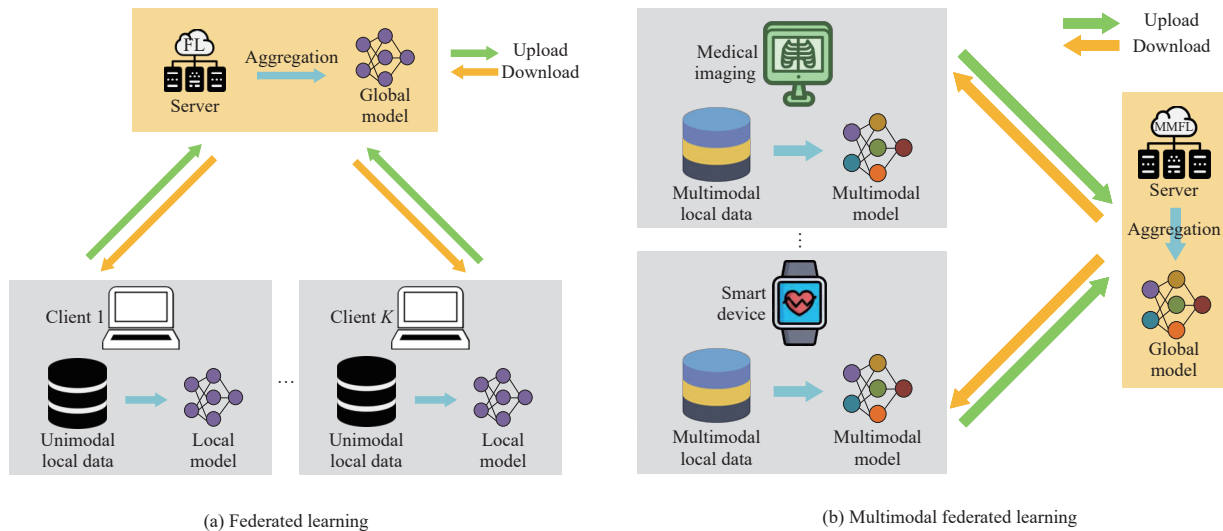 FL
Aggregation
Server
Global
model
Upload
Download
Client 1
Unimodal
local data
Local
model
...
Client K
Unimodal
local data
Local
model
(a) Federated learning
Medical
imaging
Multimodal
local data
Multimodal
model
...
Smart
device
Multimodal
local data
Multimodal
model
Upload
Download
MMFL
Server
Aggregation
Global
model
(b) Multimodal federated learning